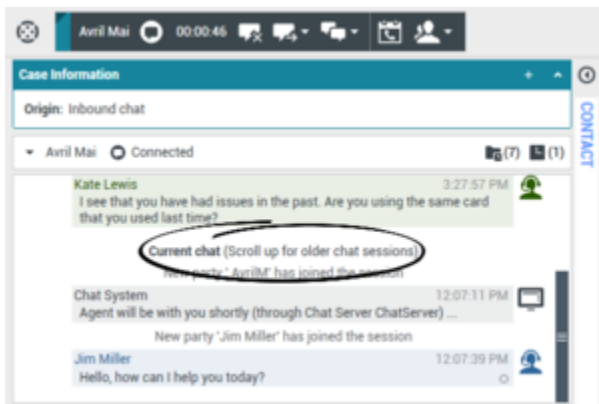 Avril Mai 00:00:46
Case Information
Origin: Inbound chat
CONTACT
Avril Mai Connected (7) (1)
Kate Lewis 3:27:57 PM
I see that you have had issues in the past. Are you using the same card
that you used last time?
Current chat (Scroll up for older chat sessions)
New party ' AvrilM' has joined the session
Chat System 12:07:11 PM
Agent will be with you shortly (through Chat Server ChatServer) ...
New party 'Jim Miller' has joined the session
Jim Miller 12:07:39 PM
Hello, how can I help you today?